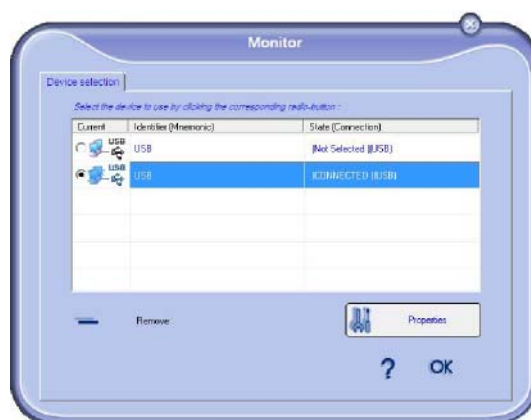 Monitor
Device selection
Select the device to use by clicking the corresponding radio-button :
Current Identifier (Mnemonic) State (Connection)
USB USB (Not Selected )(USB)
USB USB (CONNECTED )(USB)
Remove Properties
? OK